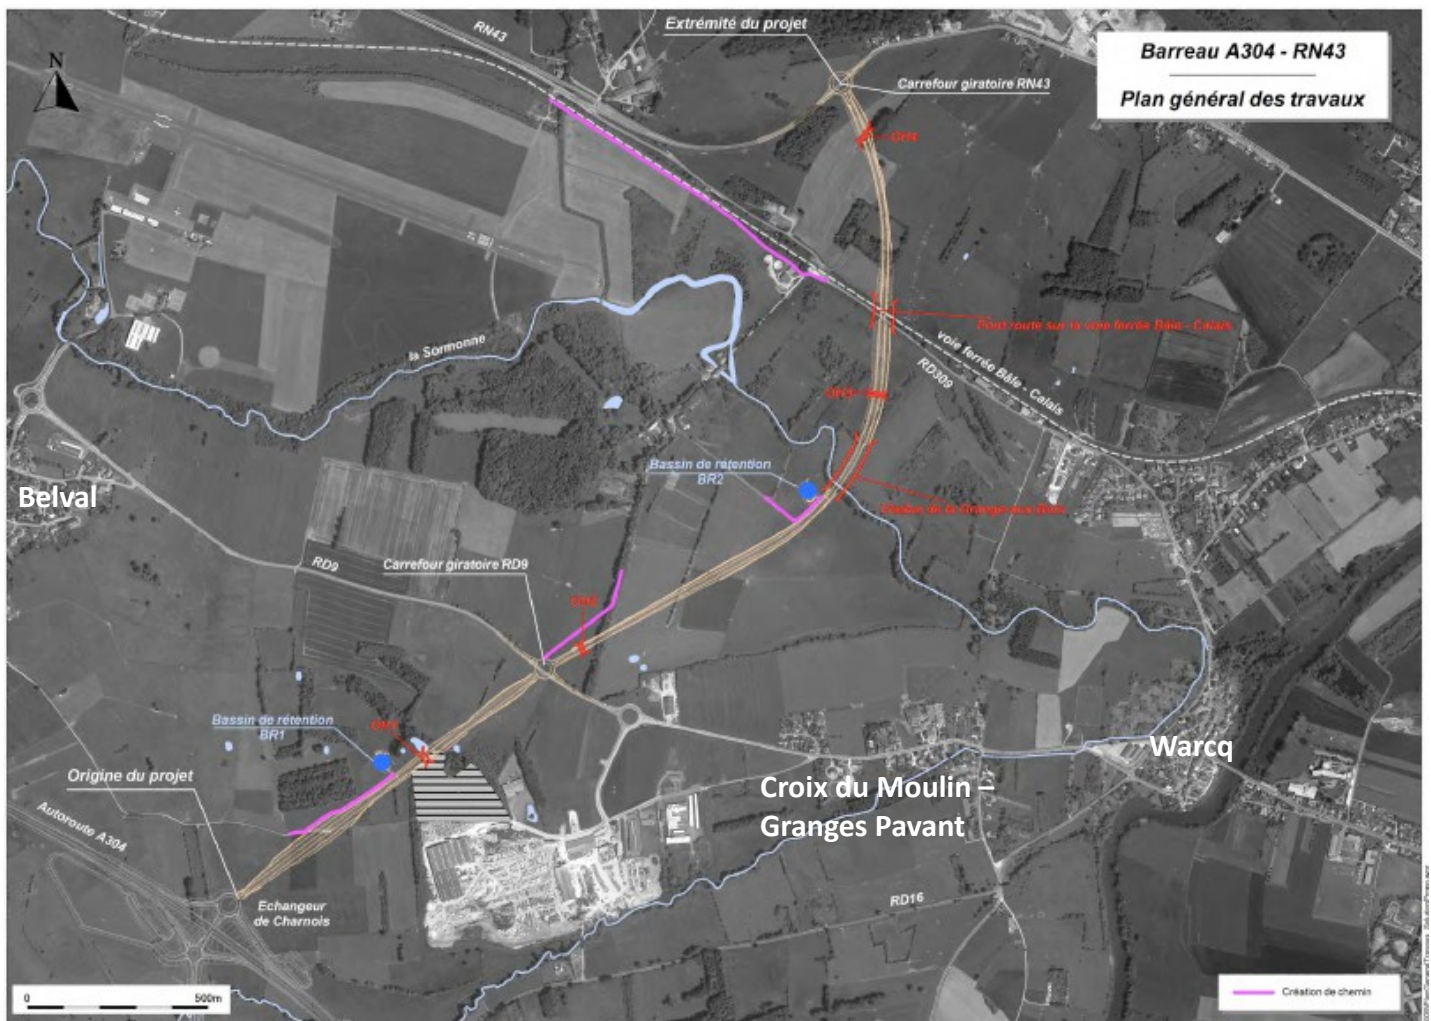 Extrémité du projet
Barreau A304 - RN43
Plan général des travaux
RN43
N
Carrefour giratoire RN43
OH4
Pont route sur la voie ferrée Bâle - Calais
la Sormonne
voie ferrée Bâle - Calais
RD309
Bassin de rétention
BR2
Belval
RD9
Carrefour giratoire RD9
Bassin de rétention
BR1
Origine du projet
Warcq
Croix du Moulin –
Granges Pavant
Autoroute A304
Echangeur
de Charnois
RD16
0 500m
Création de chemin